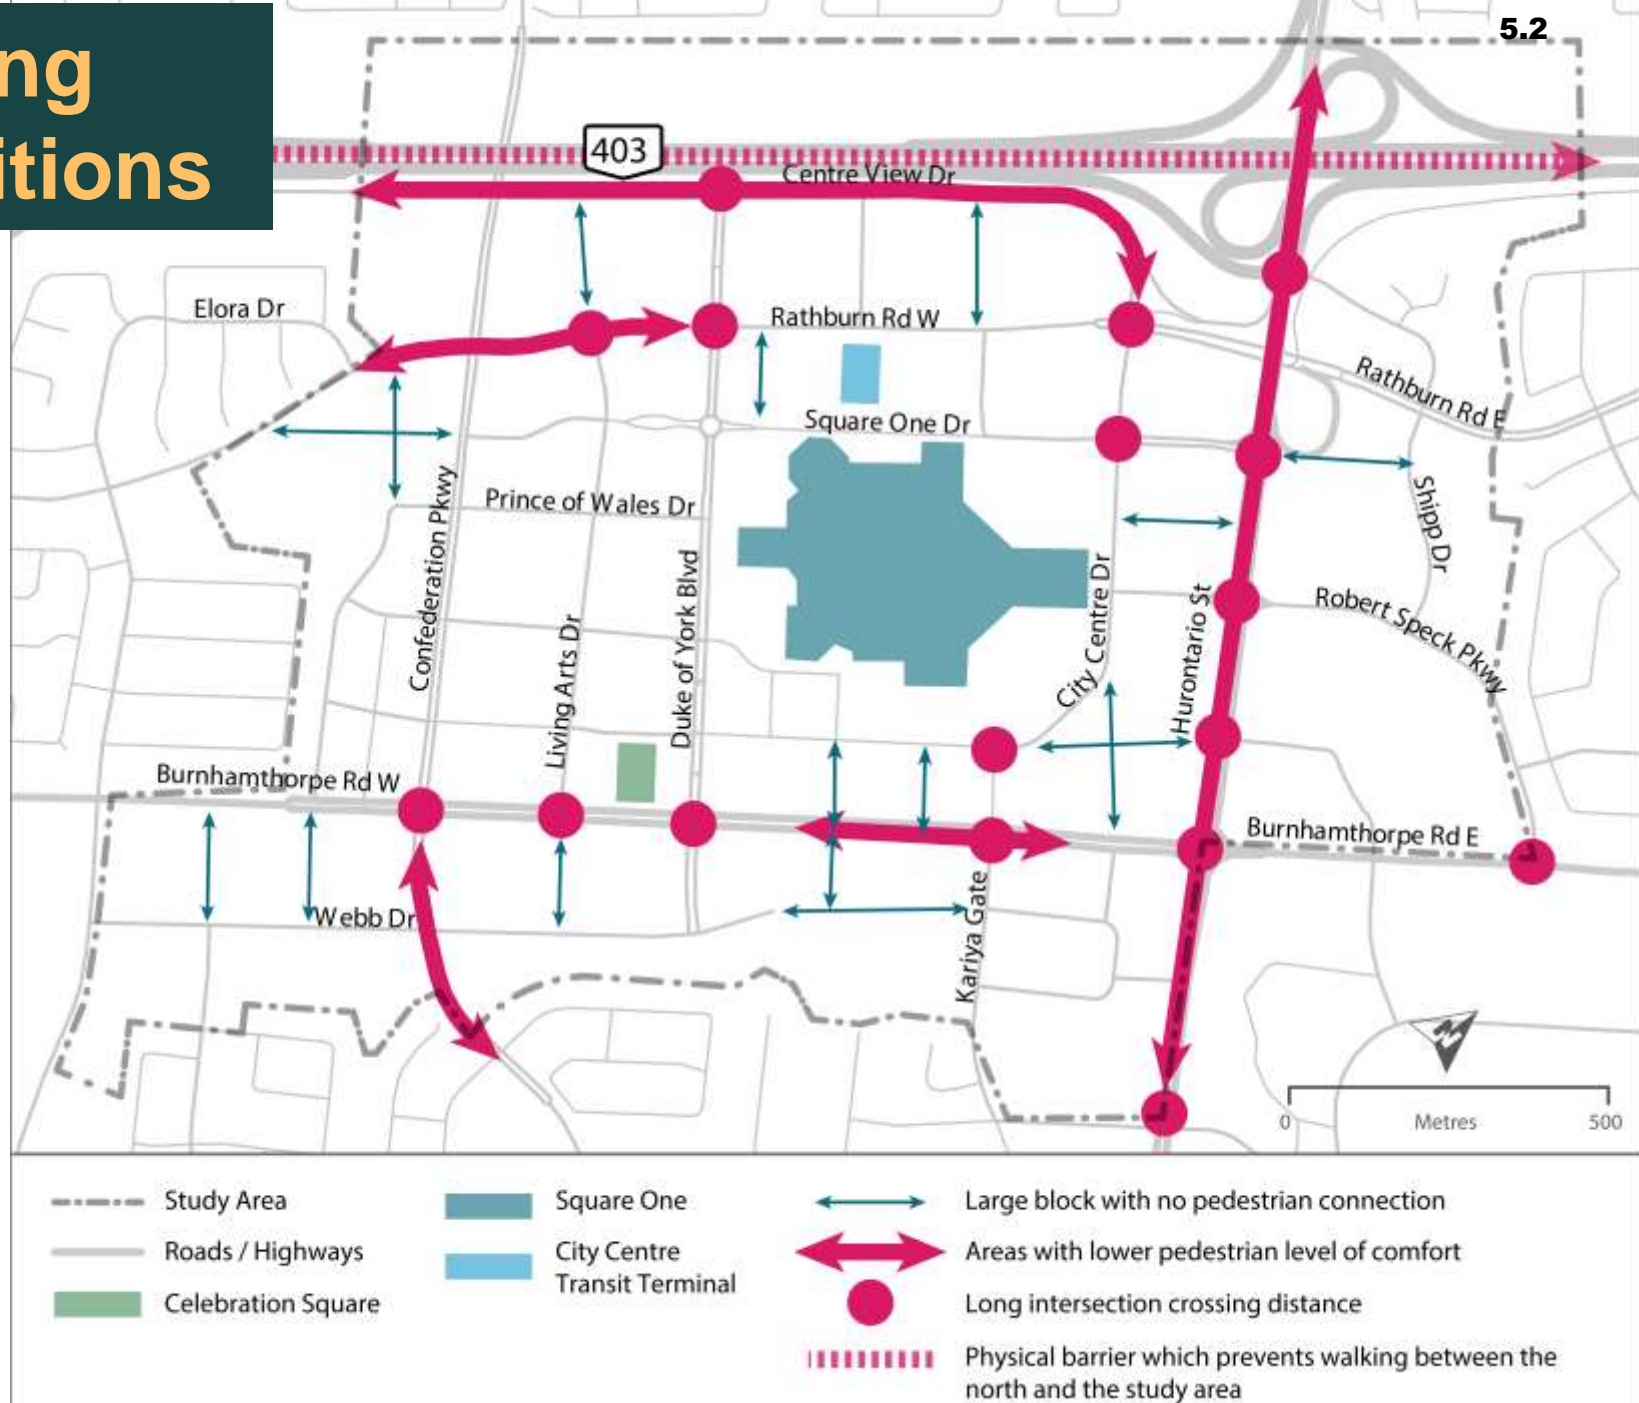 5.2
ng
itions
403
Centre View Dr
Elora Dr
Rathburn Rd W
Rathburn Rd E
Square One Dr
Prince of Wales Dr
Confederation Pkwy
Living Arts Dr
Duke of York Blvd
City Centre Dr
Hurontario St
Shipp Dr
Robert Speck Pkwy
Burnhamthorpe Rd W
Burnhamthorpe Rd E
Webb Dr
Kariya Gate
N
0 Metres 500
Study Area
Roads / Highways
Celebration Square
Square One
City Centre
Transit Terminal
Large block with no pedestrian connection
Areas with lower pedestrian level of comfort
Long intersection crossing distance
Physical barrier which prevents walking between the
north and the study area